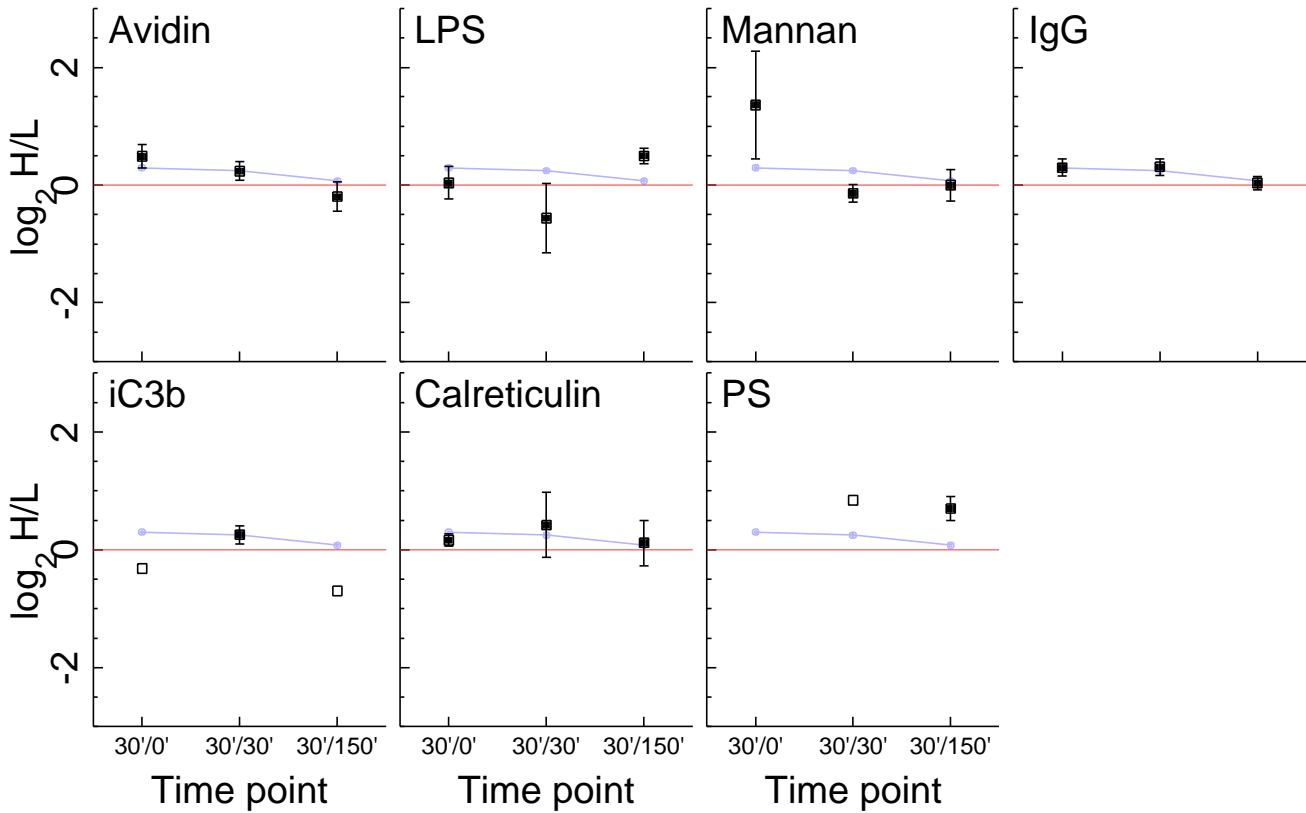 Avidin
LPS
Mannan
IgG
log2 H/L
2
0
-2
iC3b
Calreticulin
PS
log2 H/L
2
0
-2
30'/0' 30'/30' 30'/150'
30'/0' 30'/30' 30'/150'
30'/0' 30'/30' 30'/150'
Time point
Time point
Time point